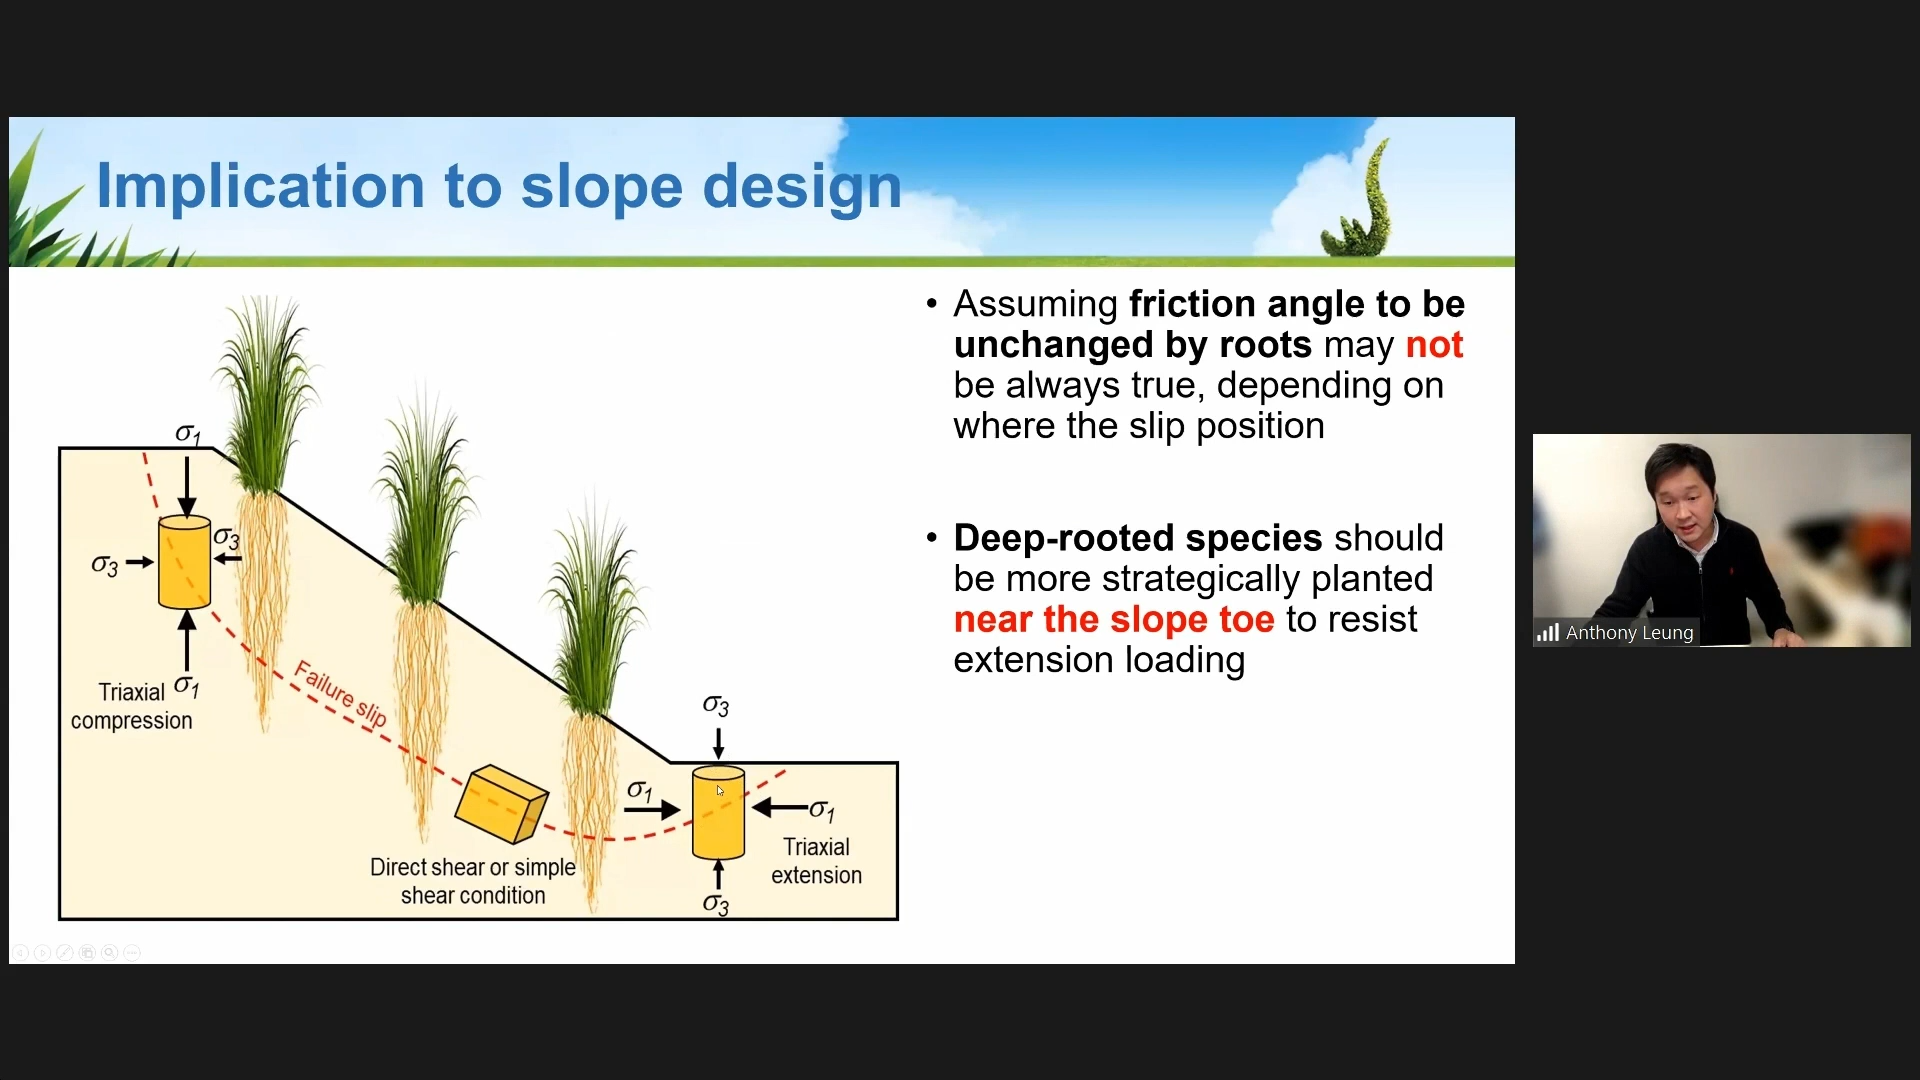 Implication to slope design
• Assuming friction angle to be
unchanged by roots may not
be always true, depending on
where the slip position
• Deep-rooted species should
be more strategically planted
near the slope toe to resist
extension loading
σ1
σ3
σ3
σ1
Triaxial
compression
Failure slip
Direct shear or simple
shear condition
σ3
σ1
σ1
Triaxial
extension
σ3
Anthony Leung